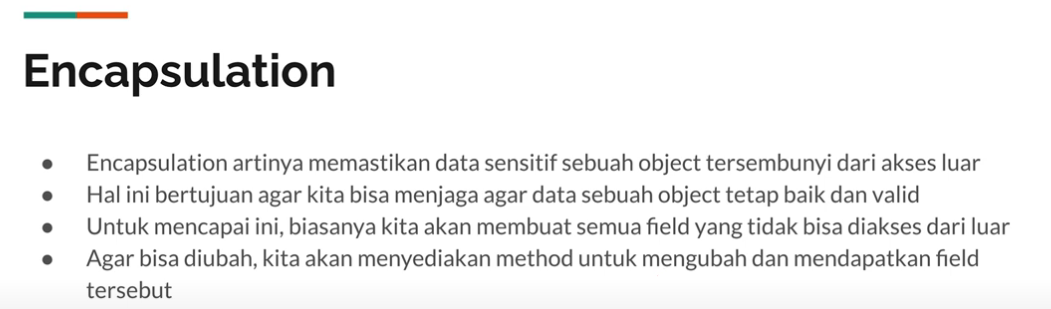 Encapsulation
● Encapsulation artinya memastikan data sensitif sebuah object tersembunyi dari akses luar
● Hal ini bertujuan agar kita bisa menjaga agar data sebuah object tetap baik dan valid
● Untuk mencapai ini, biasanya kita akan membuat semua field yang tidak bisa diakses dari luar
● Agar bisa diubah, kita akan menyediakan method untuk mengubah dan mendapatkan field
tersebut